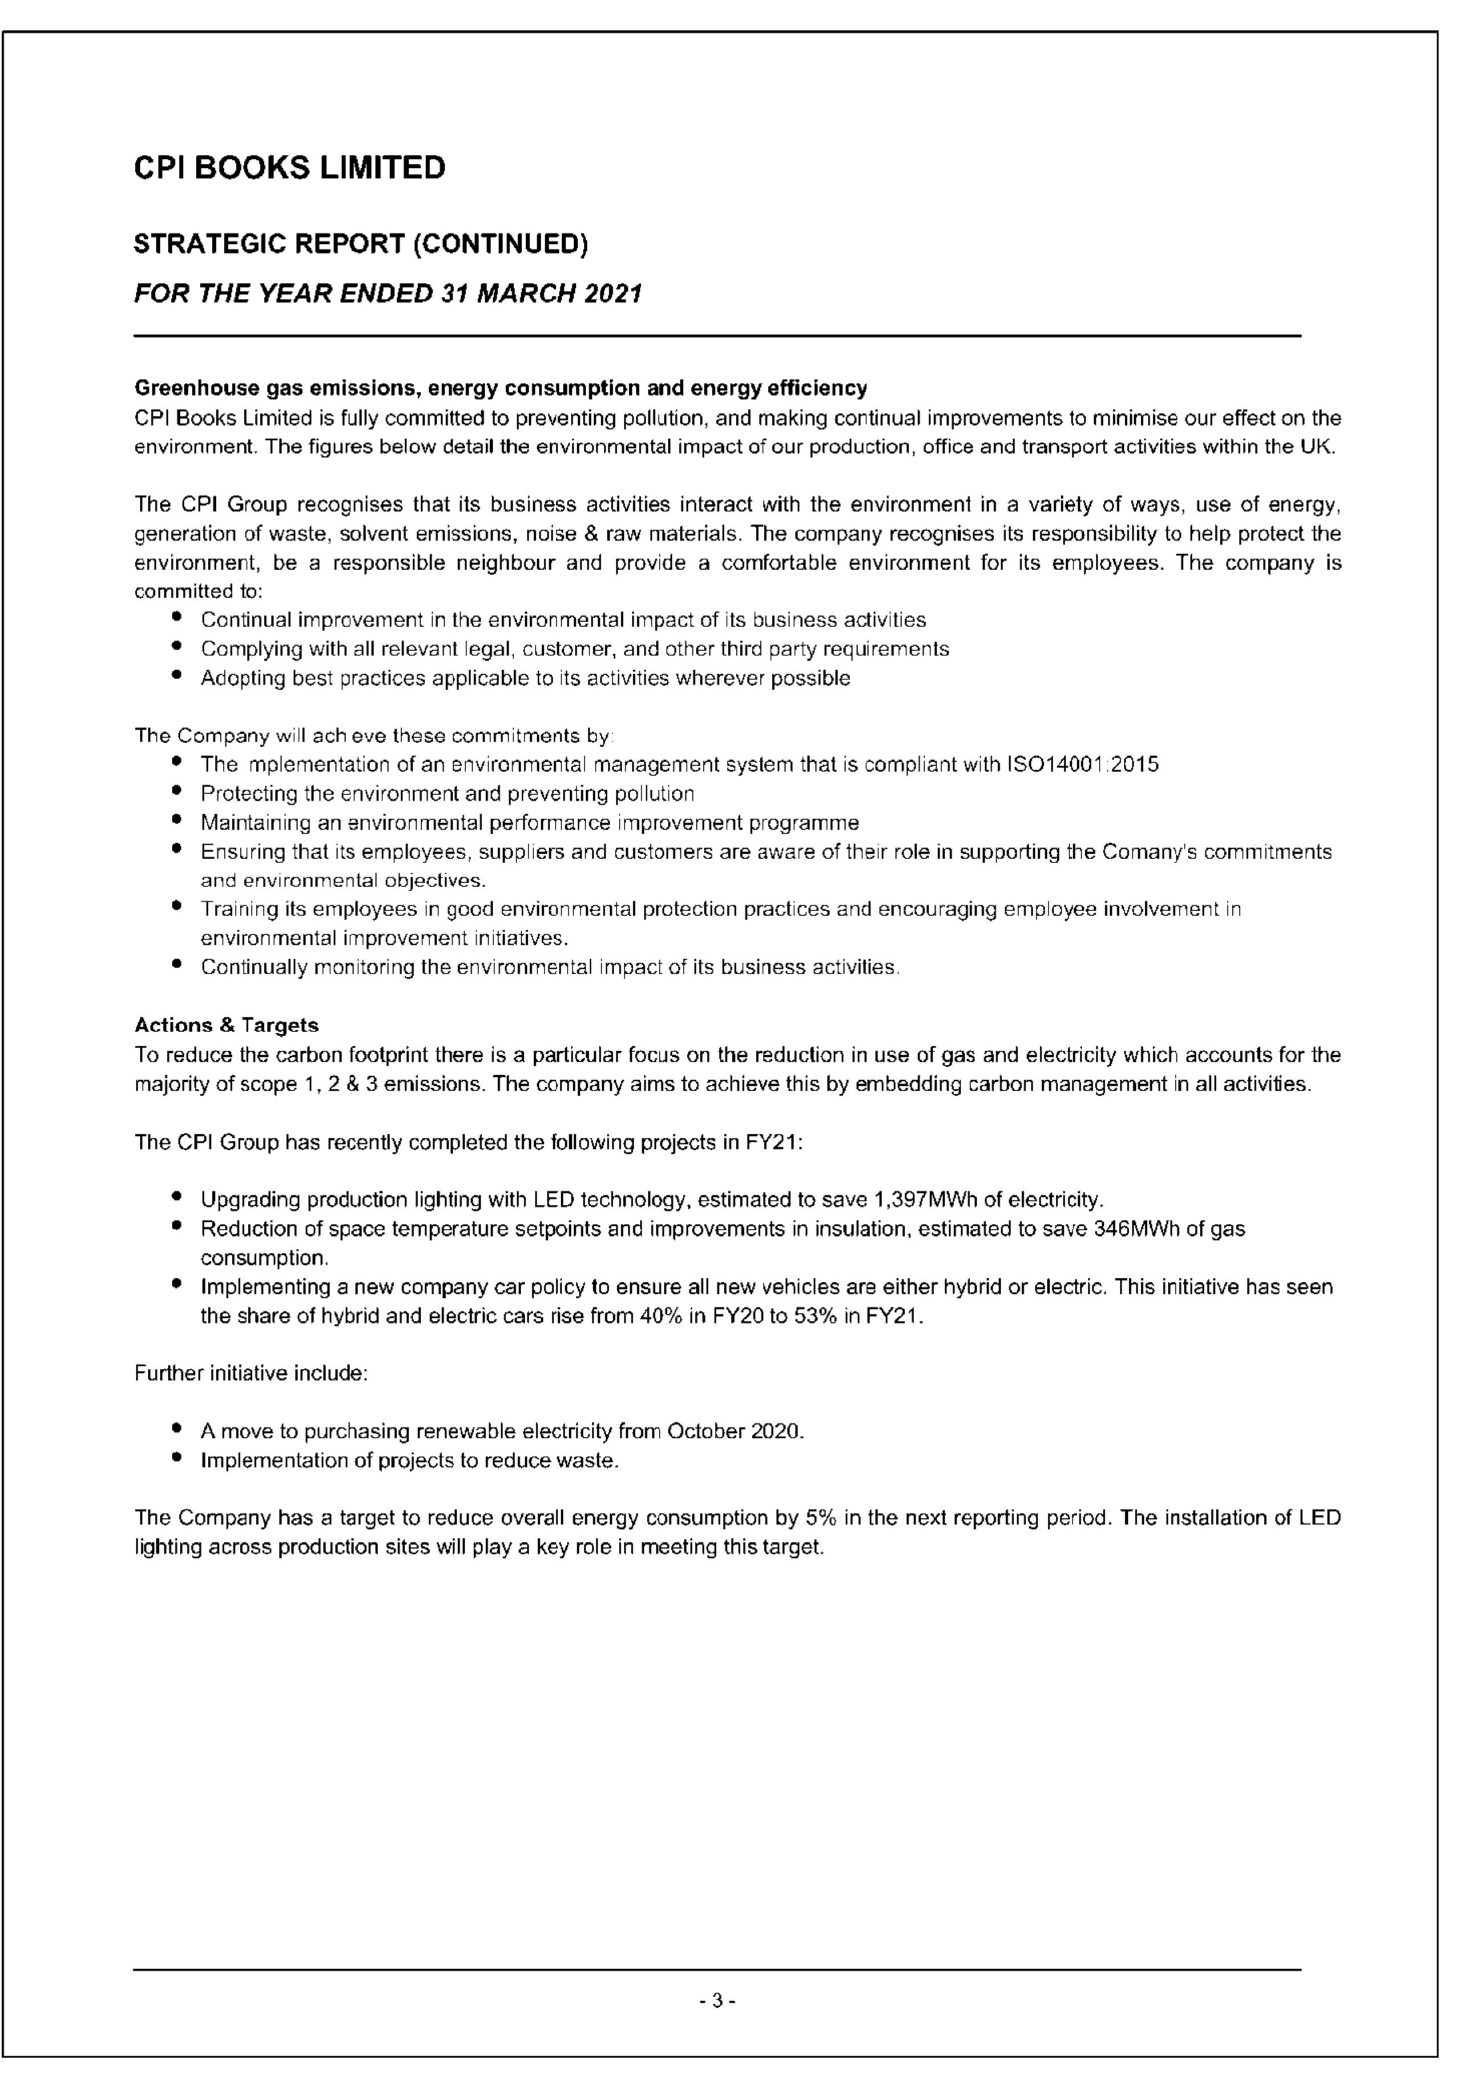 CPI BOOKS LIMITED
STRATEGIC REPORT (CONTINUED)
FOR THE YEAR ENDED 31 MARCH 2021
Greenhouse gas emissions, energy consumption and energy efficiency
CPI Books Limited is fully committed to preventing pollution, and making continual improvements to minimise our effect on the
environment. The figures below detail the environmental impact of our production, office and transport activities within the UK.
The CPI Group recognises that its business activities interact with the environment in a variety of ways, use of energy,
generation of waste, solvent emissions, noise & raw materials. The company recognises its responsibility to help protect the
environment, be a responsible neighbour and provide a comfortable environment for its employees. The company is
committed to:
• Continual improvement in the environmental impact of its business activities
• Complying with all relevant legal, customer, and other third party requirements
• Adopting best practices applicable to its activities wherever possible
The Company will ach eve these commitments by:
• The mplementation of an environmental management system that is compliant with ISO14001:2015
• Protecting the environment and preventing pollution
• Maintaining an environmental performance improvement programme
• Ensuring that its employees, suppliers and customers are aware of their role in supporting the Comany's commitments
and environmental objectives.
• Training its employees in good environmental protection practices and encouraging employee involvement in
environmental improvement initiatives.
• Continually monitoring the environmental impact of its business activities.
Actions & Targets
To reduce the carbon footprint there is a particular focus on the reduction in use of gas and electricity which accounts for the
majority of scope 1, 2 & 3 emissions. The company aims to achieve this by embedding carbon management in all activities.
The CPI Group has recently completed the following projects in FY21:
• Upgrading production lighting with LED technology, estimated to save 1,397MWh of electricity.
• Reduction of space temperature setpoints and improvements in insulation, estimated to save 346MWh of gas
consumption.
• Implementing a new company car policy to ensure all new vehicles are either hybrid or electric. This initiative has seen
the share of hybrid and electric cars rise from 40% in FY20 to 53% in FY21.
Further initiative include:
• A move to purchasing renewable electricity from October 2020.
• Implementation of projects to reduce waste.
The Company has a target to reduce overall energy consumption by 5% in the next reporting period. The installation of LED
lighting across production sites will play a key role in meeting this target.
- 3 -